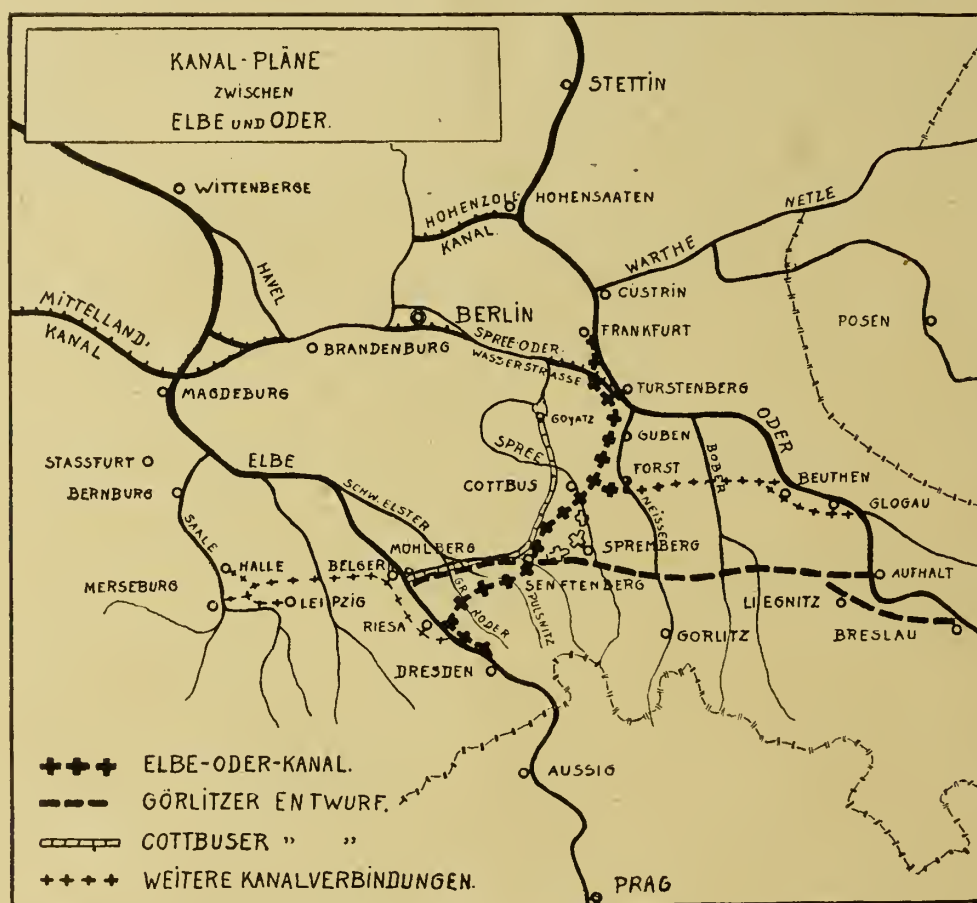 KANAL-PLÄNE
ZWISCHEN
ELBE UND ODER.
STETTIN
WITTENBERGE
HOHENZOLL
KANAL.
HOHENSAATEN
NETZE
WARTHE
HAVEL
CÜSTRIN
MITTELLAND-
KANAL
BERLIN
FRANKFURT
POSEN
BRANDENBURG
SPREE-ODER-
WASSERSTRASSE
MAGDEBURG
FURSTENBERG
GOYATZ
ODER
GUBEN
STASSFURT
ELBE
SPREE
BOBER
FORST
BEUTHEN
BERNBURG
SCHW. ELSTER
COTTBUS
GLOGAU
SAALE
NEISSE
MÜHLBERG
SPREMBERG
HALLE
BELGER
AUFHALT
MERSEBURG
LEIPZIG
SENFTENBERG
LIEGNITZ
GR. RÖDER
PULSNITZ
RIESA
GÖRLITZ
BRESLAU
DRESDEN
AUSSIG
PRAG
ELBE-ODER-KANAL.
GÖRLITZER ENTWURF.
COTTBUSER " "
WEITERE KANALVERBINDUNGEN.